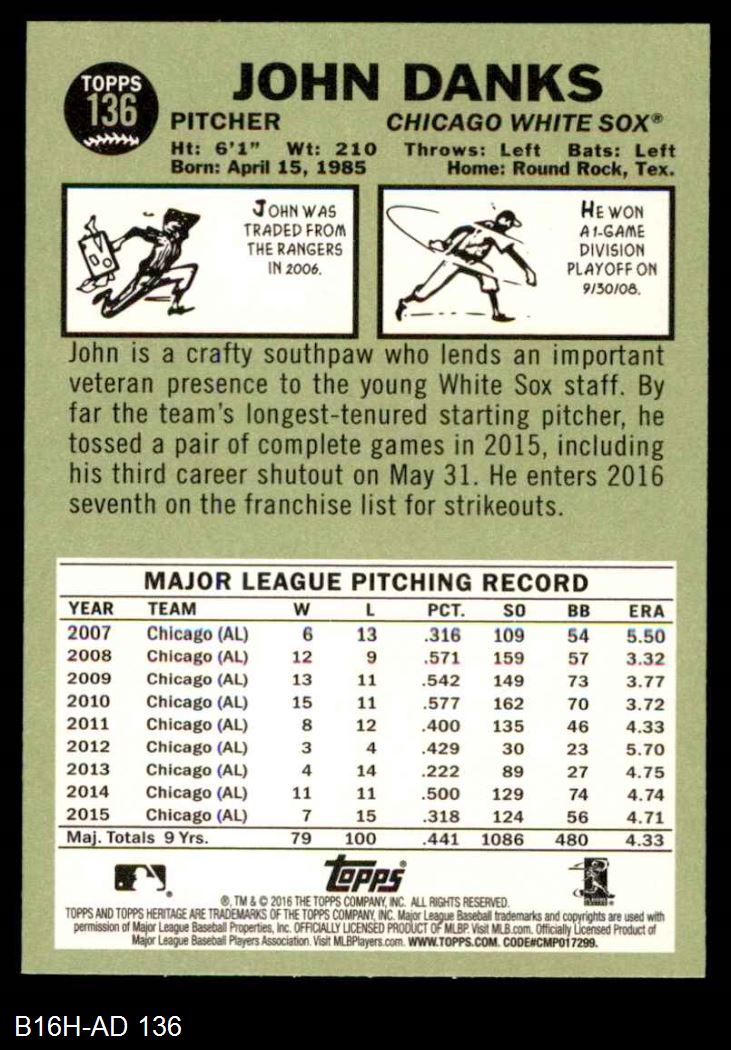 TOPPS
136
JOHN DANKS
PITCHER CHICAGO WHITE SOX®
Ht: 6'1" Wt: 210 Throws: Left Bats: Left
Born: April 15, 1985 Home: Round Rock, Tex.
JOHN WAS
TRADED FROM
THE RANGERS
IN 2006.
HE WON
A 1-GAME
DIVISION
PLAYOFF ON
9/30/08.
John is a crafty southpaw who lends an important
veteran presence to the young White Sox staff. By
far the team's longest-tenured starting pitcher, he
tossed a pair of complete games in 2015, including
his third career shutout on May 31. He enters 2016
seventh on the franchise list for strikeouts.
MAJOR LEAGUE PITCHING RECORD
YEAR TEAM W L PCT. SO BB ERA
2007 Chicago (AL) 6 13 .316 109 54 5.50
2008 Chicago (AL) 12 9 .571 159 57 3.32
2009 Chicago (AL) 13 11 .542 149 73 3.77
2010 Chicago (AL) 15 11 .577 162 70 3.72
2011 Chicago (AL) 8 12 .400 135 46 4.33
2012 Chicago (AL) 3 4 .429 30 23 5.70
2013 Chicago (AL) 4 14 .222 89 27 4.75
2014 Chicago (AL) 11 11 .500 129 74 4.74
2015 Chicago (AL) 7 15 .318 124 56 4.71
Maj. Totals 9 Yrs. 79 100 .441 1086 480 4.33
TOPPS®
®, TM & © 2016 THE TOPPS COMPANY, INC. ALL RIGHTS RESERVED.
TOPPS AND TOPPS HERITAGE ARE TRADEMARKS OF THE TOPPS COMPANY, INC. Major League Baseball trademarks and copyrights are used with
permission of Major League Baseball Properties, Inc. OFFICIALLY LICENSED PRODUCT OF MLBP. Visit MLB.com. Officially Licensed Product of
Major League Baseball Players Association. Visit MLBPlayers.com. WWW.TOPPS.COM. CODE#CMP017299.
B16H-AD 136